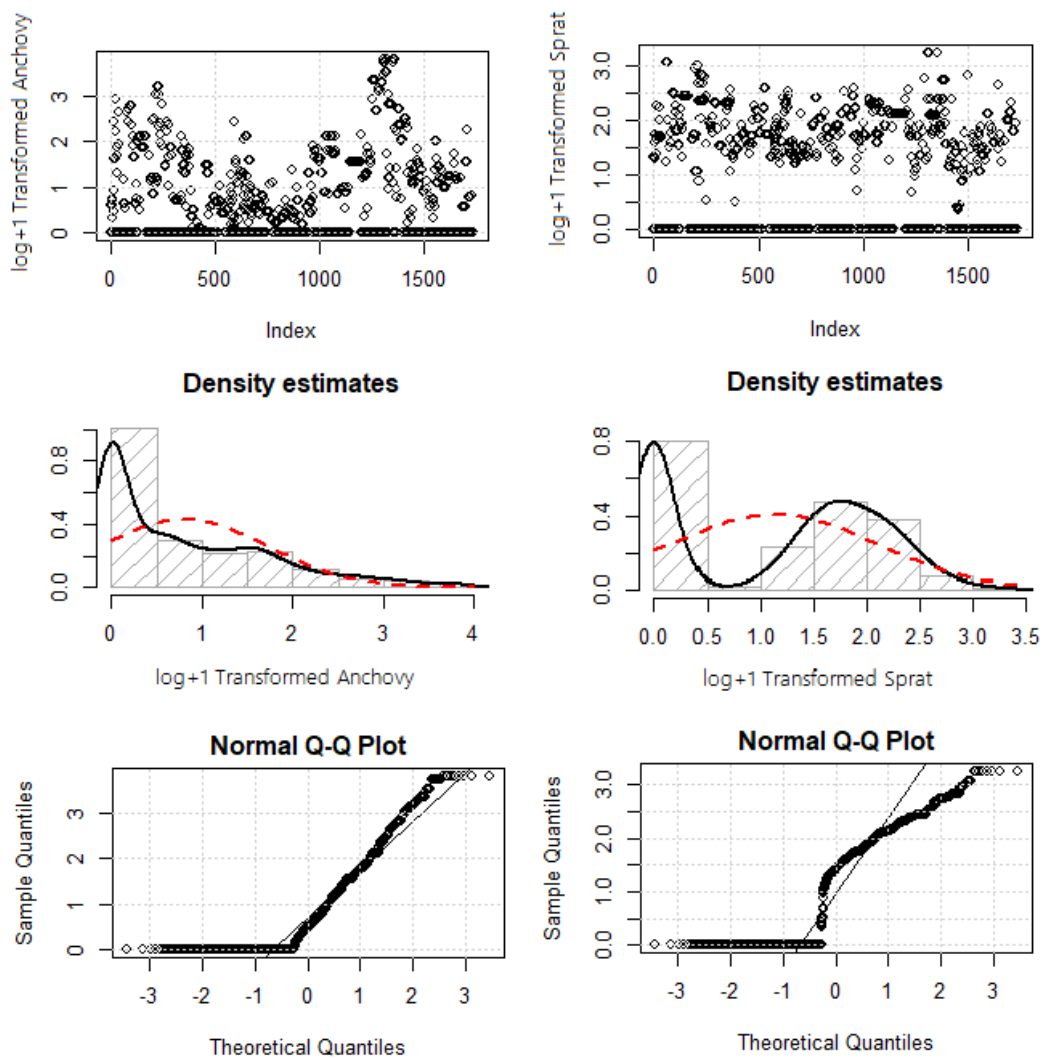 log+1 Transformed Anchovy
3
2
1
0
0 500 1000 1500
Index
log+1 Transformed Sprat
3.0
2.0
1.0
0.0
0 500 1000 1500
Index
Density estimates
0.8
0.4
0.0
0 1 2 3 4
log+1 Transformed Anchovy
Density estimates
0.8
0.4
0.0
0.0 0.5 1.0 1.5 2.0 2.5 3.0 3.5
log+1 Transformed Sprat
Normal Q-Q Plot
Sample Quantiles
3
2
1
0
-3 -2 -1 0 1 2 3
Theoretical Quantiles
Normal Q-Q Plot
Sample Quantiles
3.0
2.0
1.0
0.0
-3 -2 -1 0 1 2 3
Theoretical Quantiles